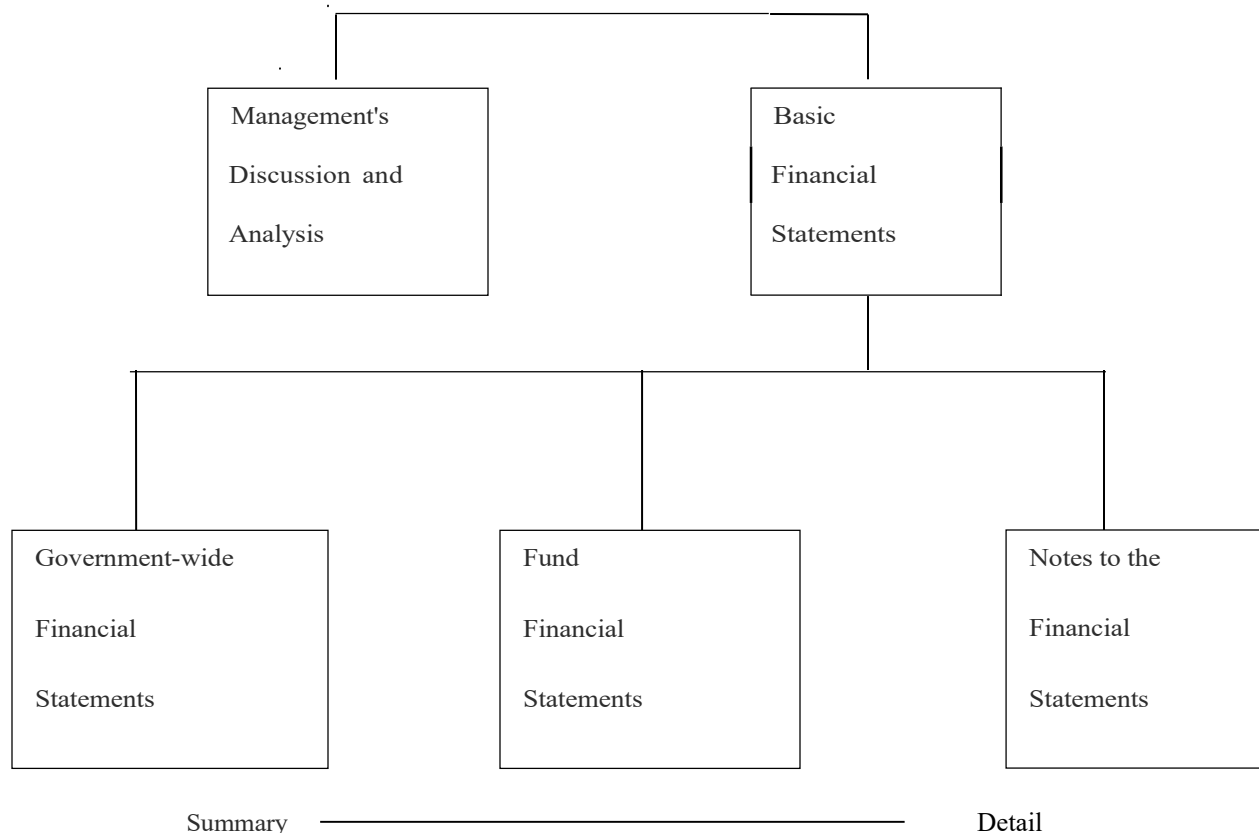 Management's
Discussion and
Analysis
Basic
Financial
Statements
Government-wide
Financial
Statements
Fund
Financial
Statements
Notes to the
Financial
Statements
Summary
Detail